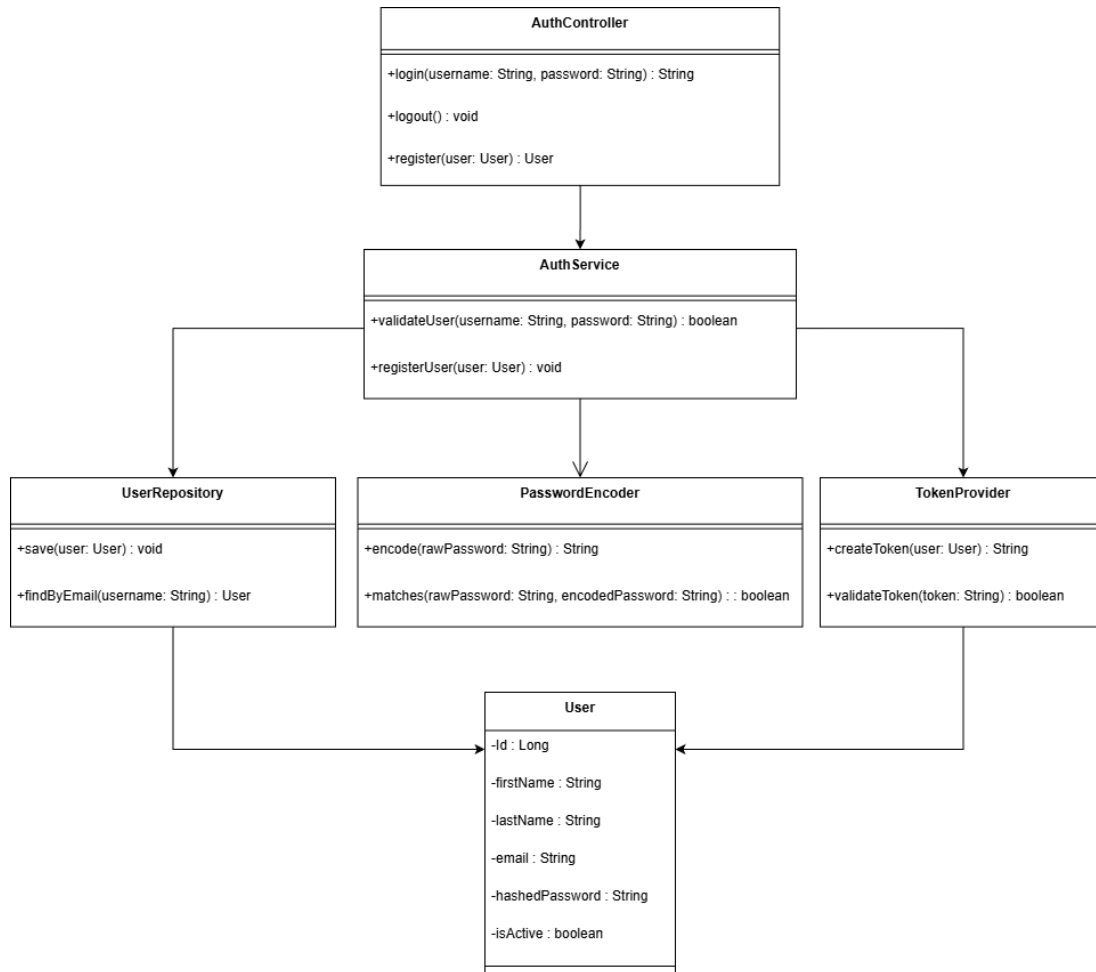 AuthController
+login(username: String, password: String) : String
+logout() : void
+register(user: User) : User
AuthService
+validateUser(username: String, password: String) : boolean
+registerUser(user: User) : void
UserRepository
+save(user: User) : void
+findByEmail(username: String) : User
PasswordEncoder
+encode(rawPassword: String) : String
+matches(rawPassword: String, encodedPassword: String) : : boolean
TokenProvider
+createToken(user: User) : String
+validateToken(token: String) : boolean
User
-Id : Long
-firstName : String
-lastName : String
-email : String
-hashedPassword : String
-isActive : boolean